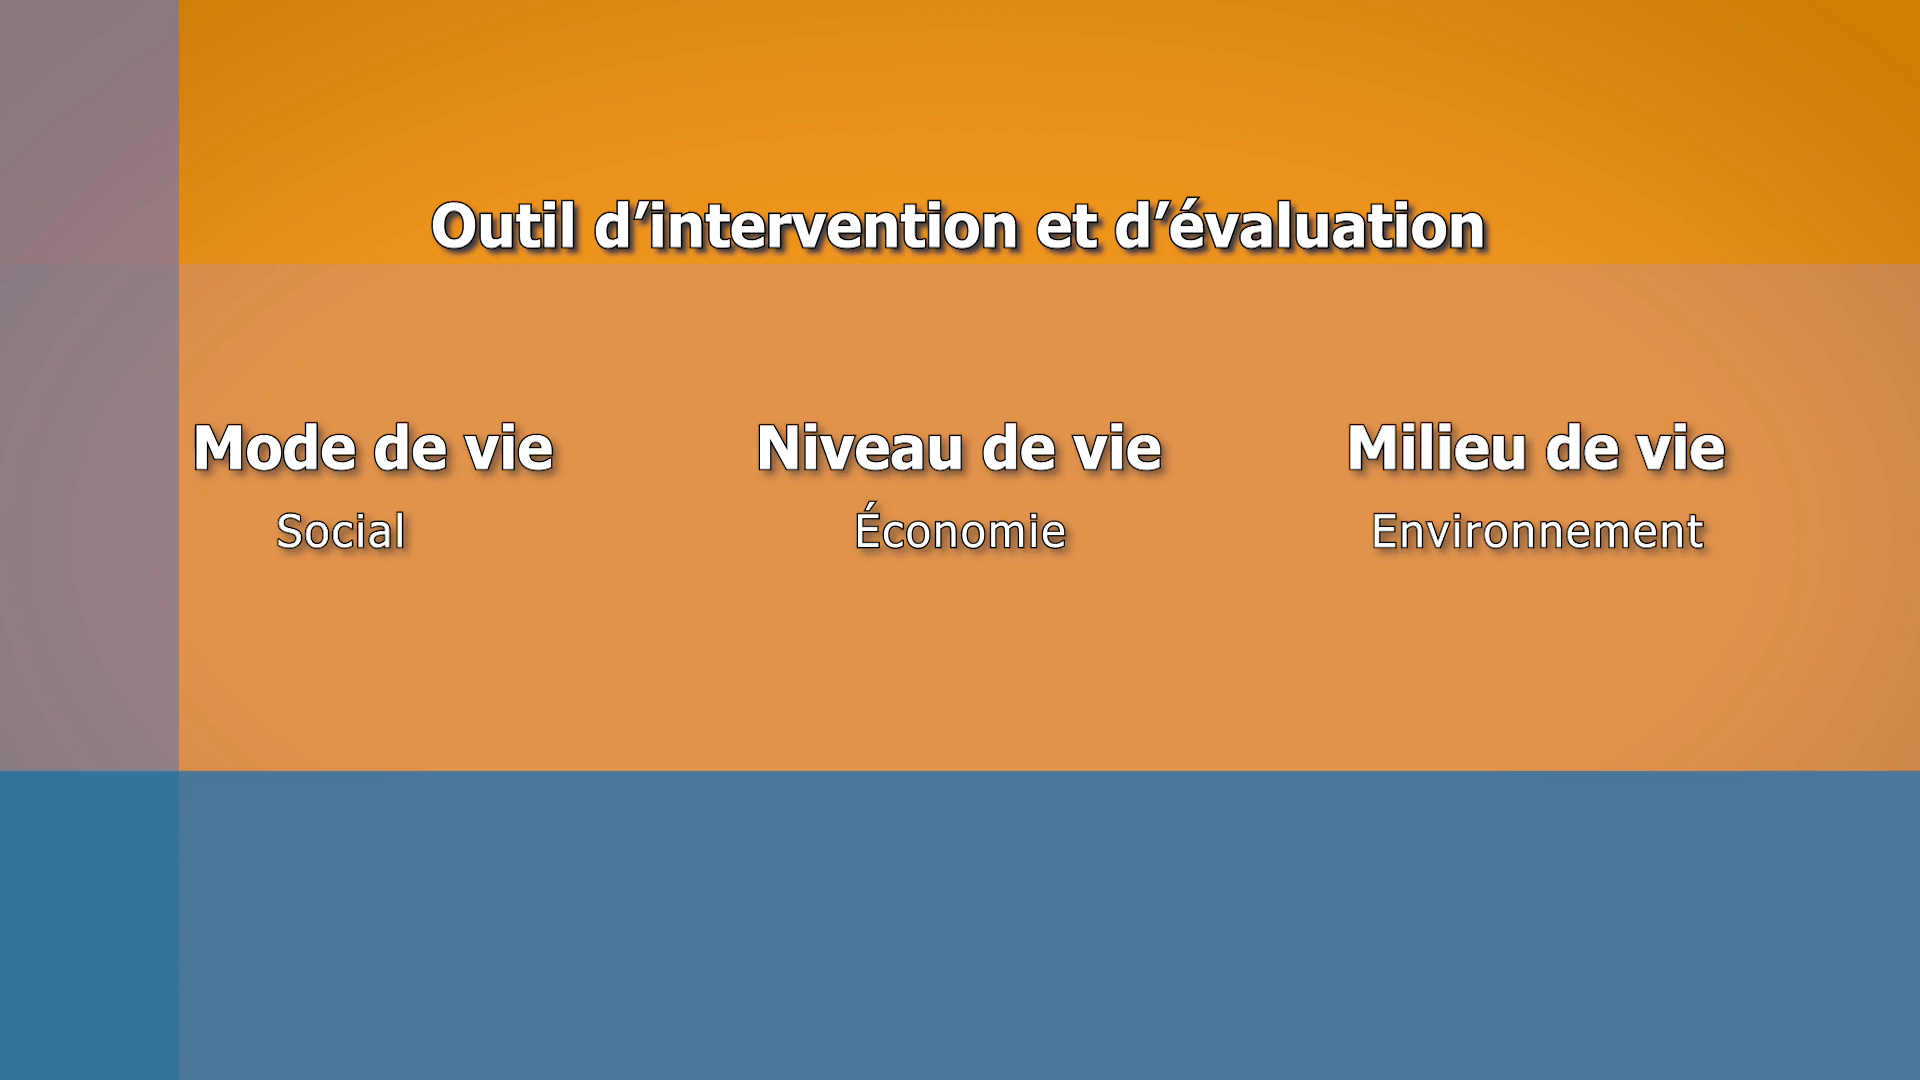 Outil d’intervention et d’évaluation
Mode de vie
Niveau de vie
Milieu de vie
Social
Économie
Environnement